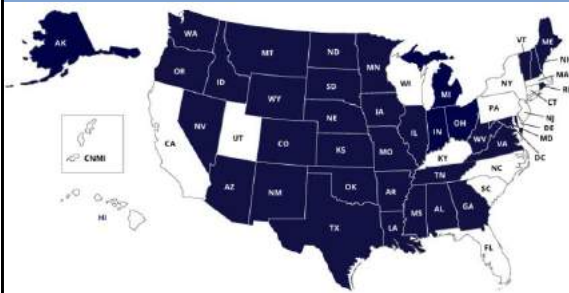 AK
WA
MT
ND
MN
VT
ME
NH
OR
ID
SD
WI
NY
MA
RI
WY
MI
CT
NV
NE
IA
PA
NJ
CA
UT
CO
IL
IN
OH
DE
MD
KS
MO
WV
VA
DC
KY
CNMI
AZ
NM
OK
AR
TN
NC
SC
HI
TX
LA
MS
AL
GA
FL